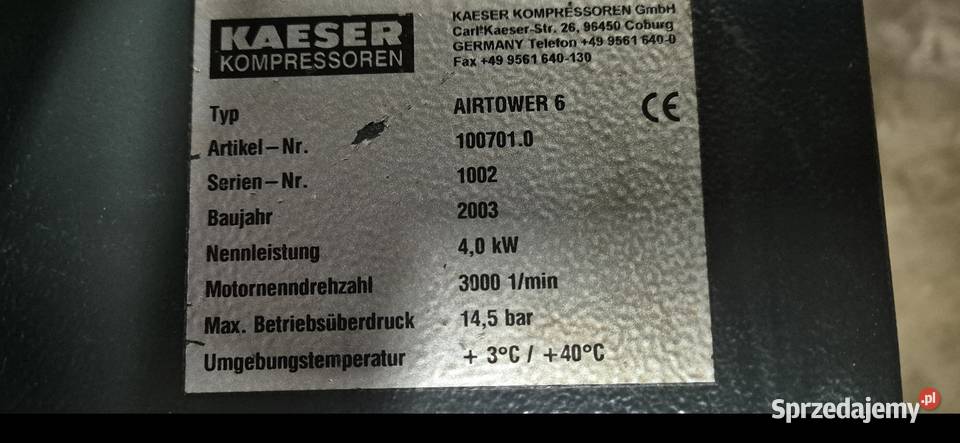 KAESER
KOMPRESSOREN
KAESER KOMPRESSOREN GmbH
Carl-Kaeser-Str. 26, 96450 Coburg
GERMANY Telefon +49 9561 640-0
Fax +49 9561 640-130
Typ AIRTOWER 6 CE
Artikel-Nr. 100701.0
Serien-Nr. 1002
Baujahr 2003
Nennleistung 4,0 kW
Motornenndrehzahl 3000 1/min
Max. Betriebsüberdruck 14,5 bar
Umgebungstemperatur + 3°C / +40°C
Sprzedajemy.pl